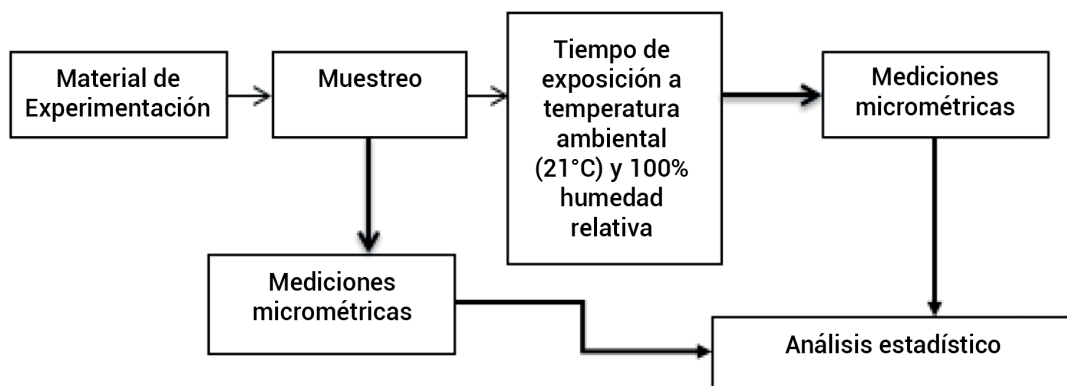 Material de
Experimentación
Muestreo
Tiempo de
exposición a
temperatura
ambiental
(21°C) y 100%
humedad
relativa
Mediciones
micrométricas
Mediciones
micrométricas
Análisis estadístico